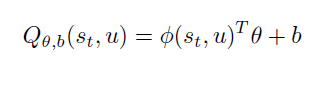 Q_{θ,b}(s_t, u) = ϕ(s_t, u)^T θ + b